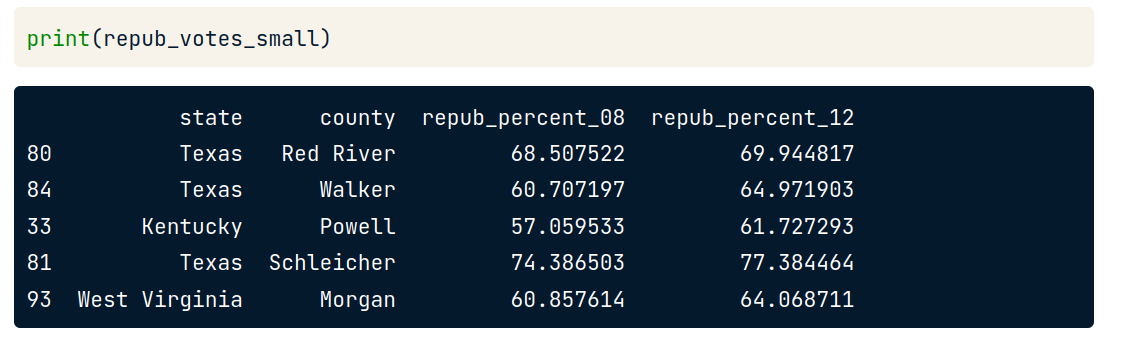 print(repub_votes_small)
state county repub_percent_08 repub_percent_12
80 Texas Red River 68.507522 69.944817
84 Texas Walker 60.707197 64.971903
33 Kentucky Powell 57.059533 61.727293
81 Texas Schleicher 74.386503 77.384464
93 West Virginia Morgan 60.857614 64.068711